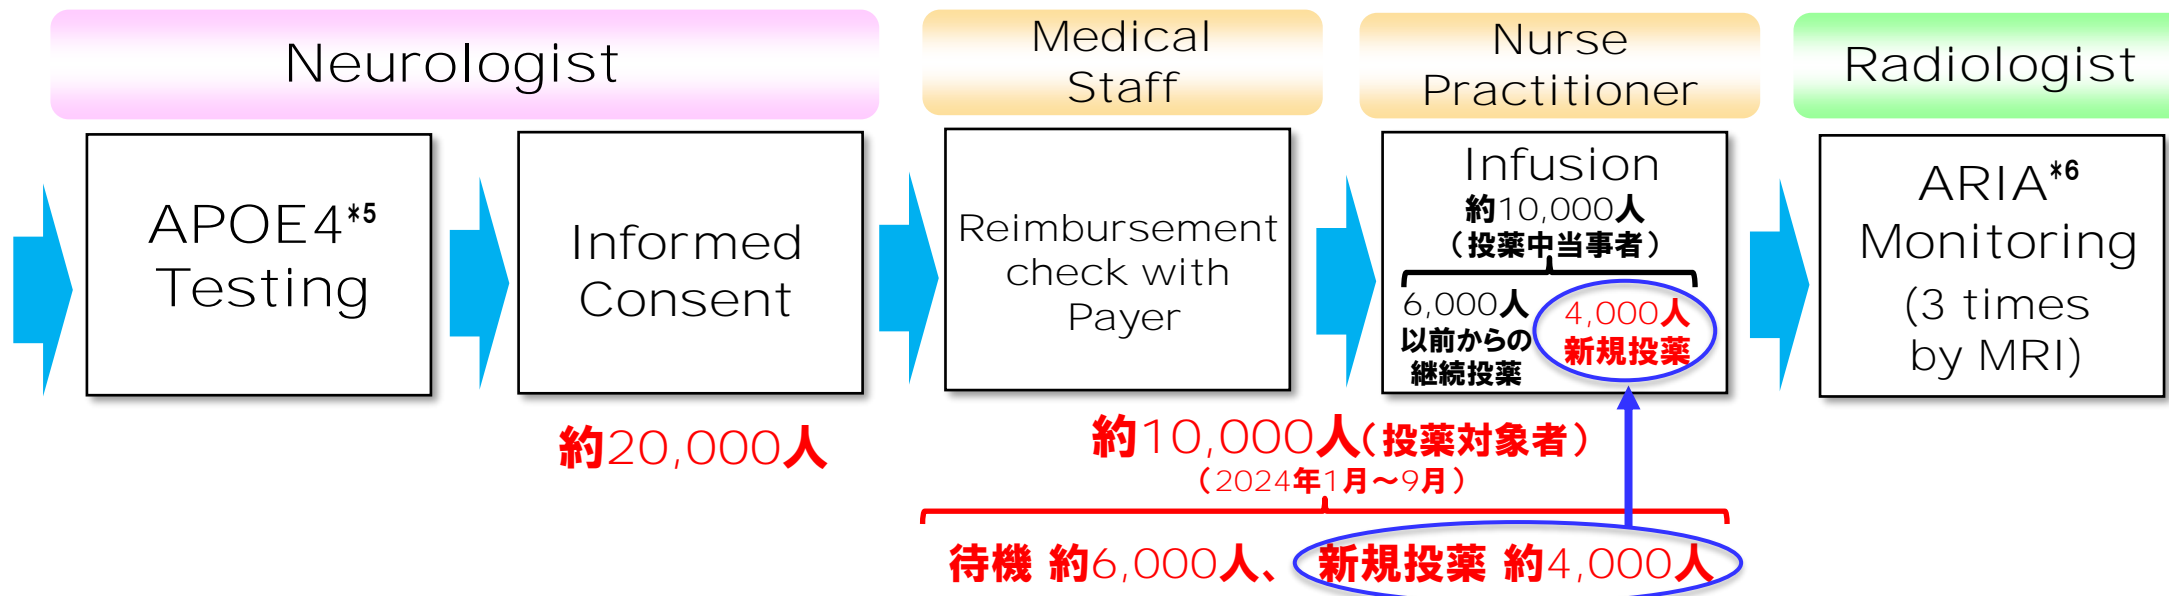 Neurologist
Medical
Staff
Nurse
Practitioner
Radiologist
APOE4*5
Testing
Informed
Consent
Reimbursement
check with
Payer
Infusion
約10,000人
（投薬中当事者）
6,000人
以前からの
継続投薬
4,000人
新規投薬
ARIA*6
Monitoring
(3 times
by MRI)
約20,000人
約10,000人（投薬対象者）
（2024年1月～9月）
待機 約6,000人、新規投薬 約4,000人